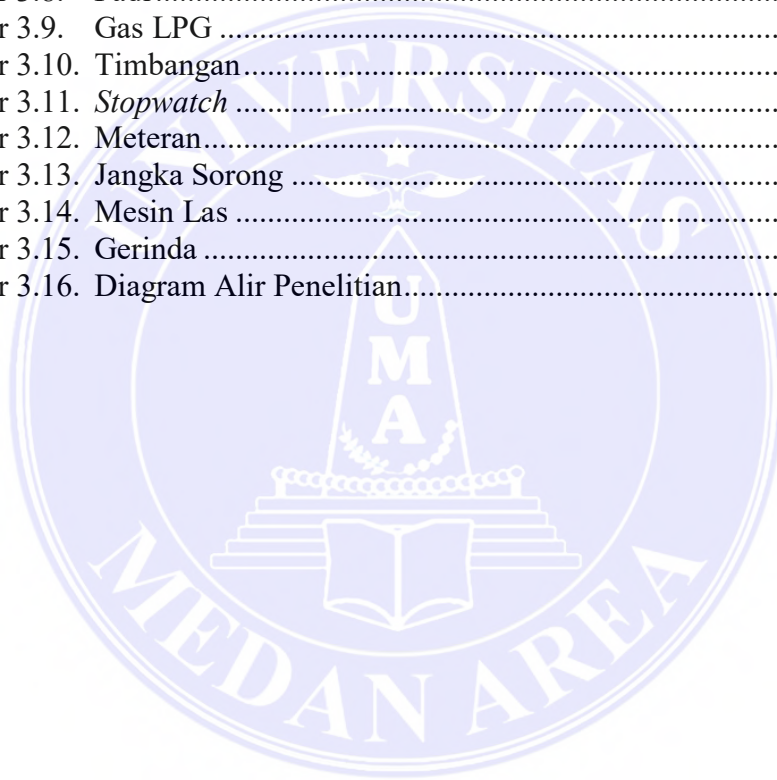 r 3.9. Gas LPG ........................................................................
r 3.10. Timbangan .....................................................................
r 3.11. Stopwatch ......................................................................
r 3.12. Meteran ..........................................................................
r 3.13. Jangka Sorong ...............................................................
r 3.14. Mesin Las ......................................................................
r 3.15. Gerinda ..........................................................................
r 3.16. Diagram Alir Penelitian ..................................................
UNIVERSITAS
UMA
MEDAN AREA